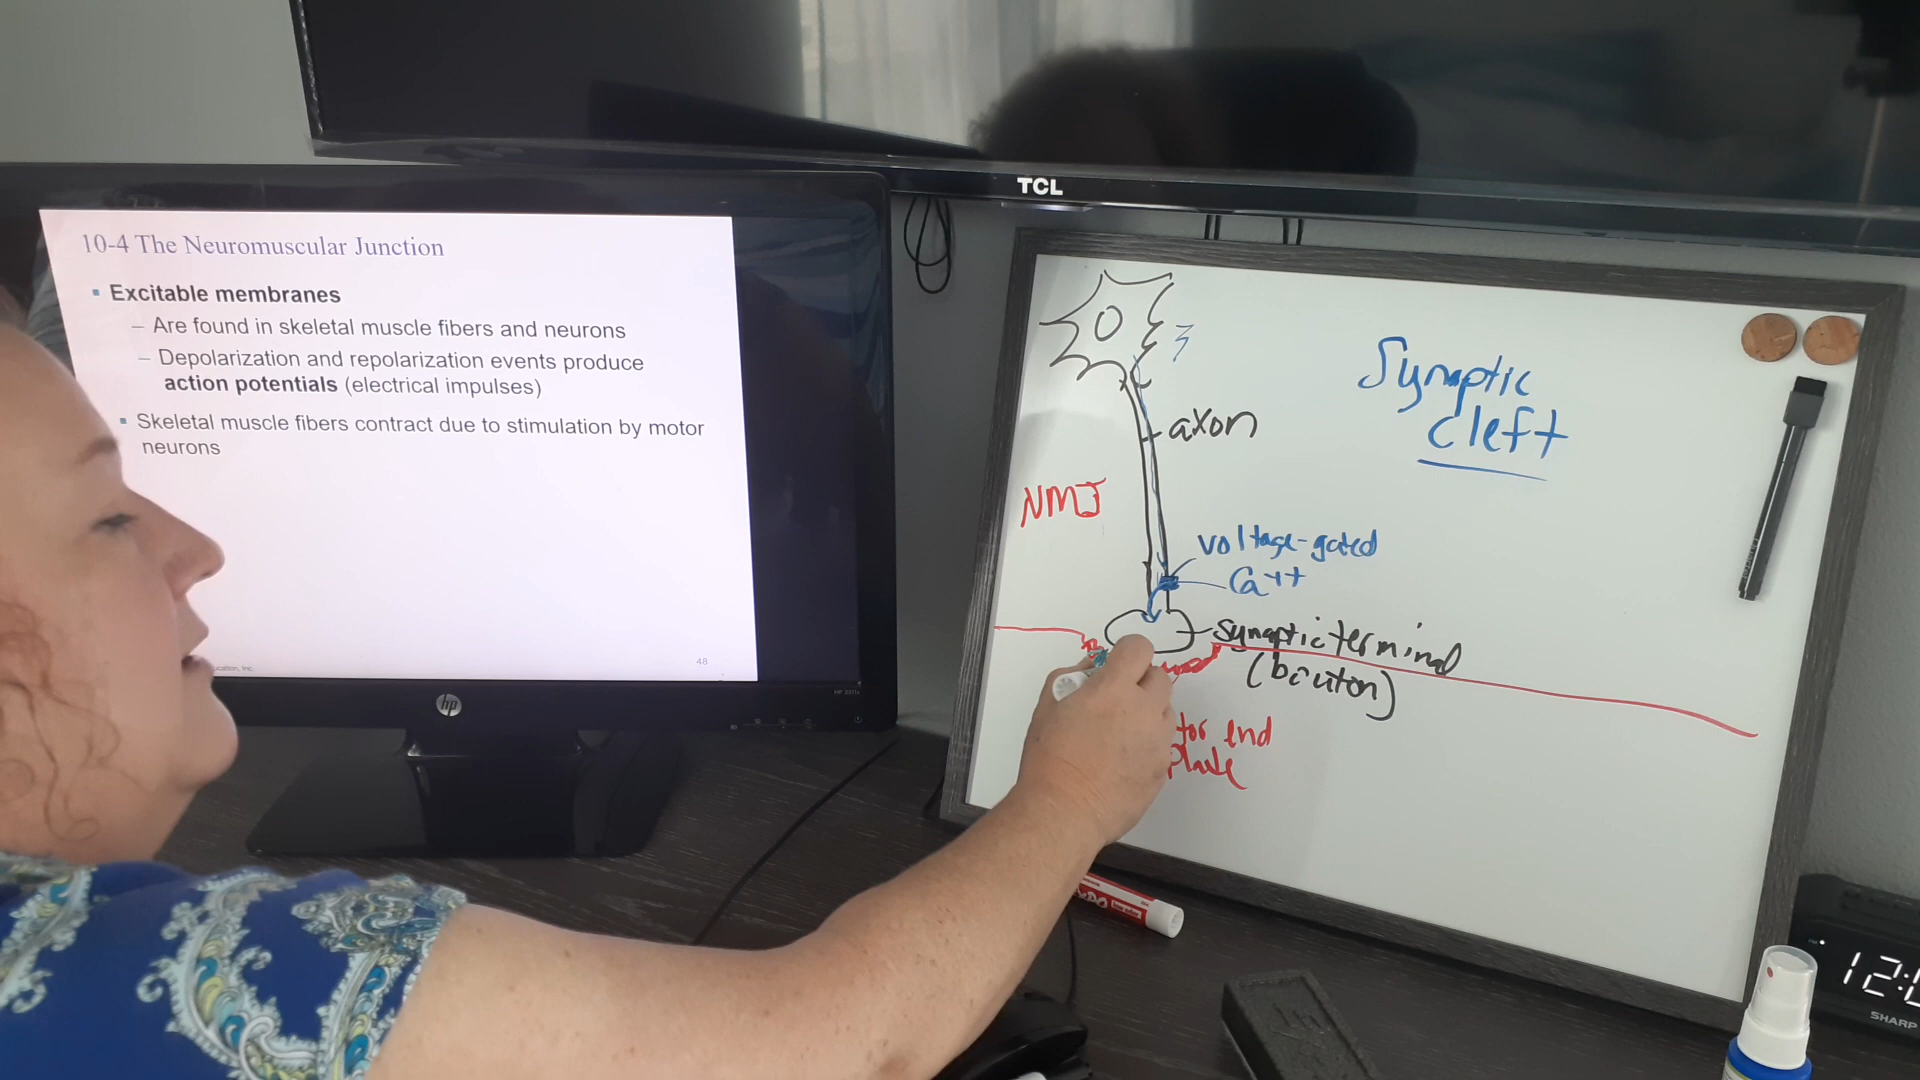 TCL
10-4 The Neuromuscular Junction
▪ Excitable membranes
– Are found in skeletal muscle fibers and neurons
– Depolarization and repolarization events produce
action potentials (electrical impulses)
▪ Skeletal muscle fibers contract due to stimulation by motor
neurons
48
hp
Synaptic
cleft
axon
NMJ
voltage-gated
Ca++
synaptic terminal
(bouton)
tor end
plate
SHARP